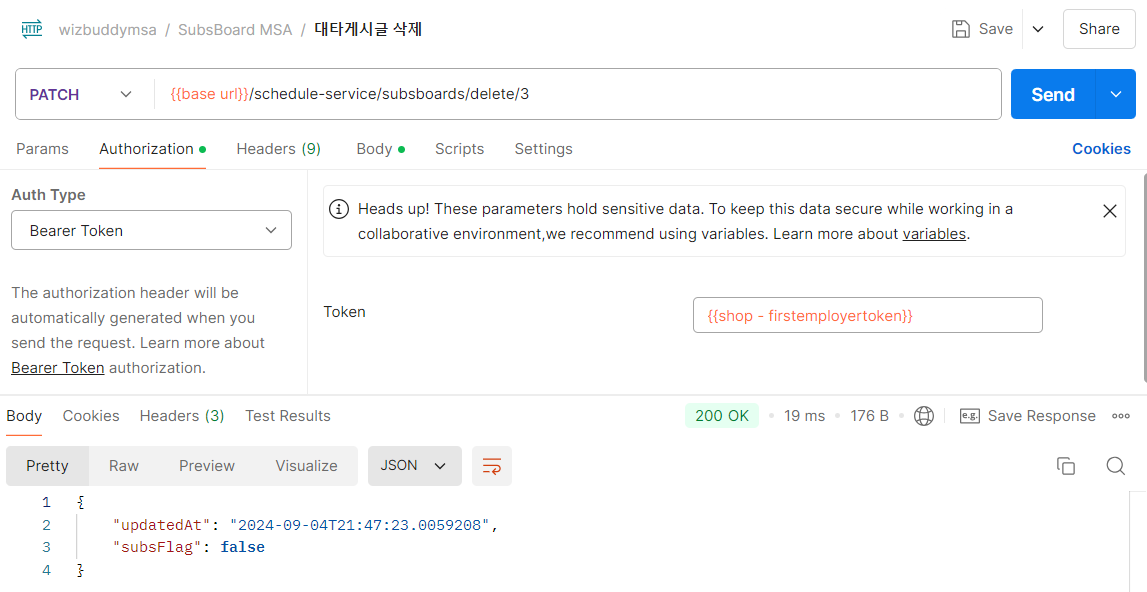 HTTP wizbuddymsa / SubsBoard MSA / 대타게시글 삭제 Save Share
PATCH {{base url}}/schedule-service/subsboards/delete/3 Send
Params Authorization Headers (9) Body Scripts Settings Cookies
Auth Type
Bearer Token
The authorization header will be
automatically generated when you
send the request. Learn more about
Bearer Token authorization.
Heads up! These parameters hold sensitive data. To keep this data secure while working in a
collaborative environment,we recommend using variables. Learn more about variables.
Token {{shop - firstemployertoken}}
Body Cookies Headers (3) Test Results 200 OK 19 ms 176 B e.g. Save Response
Pretty Raw Preview Visualize JSON
1 {
2 "updatedAt": "2024-09-04T21:47:23.0059208",
3 "subsFlag": false
4 }